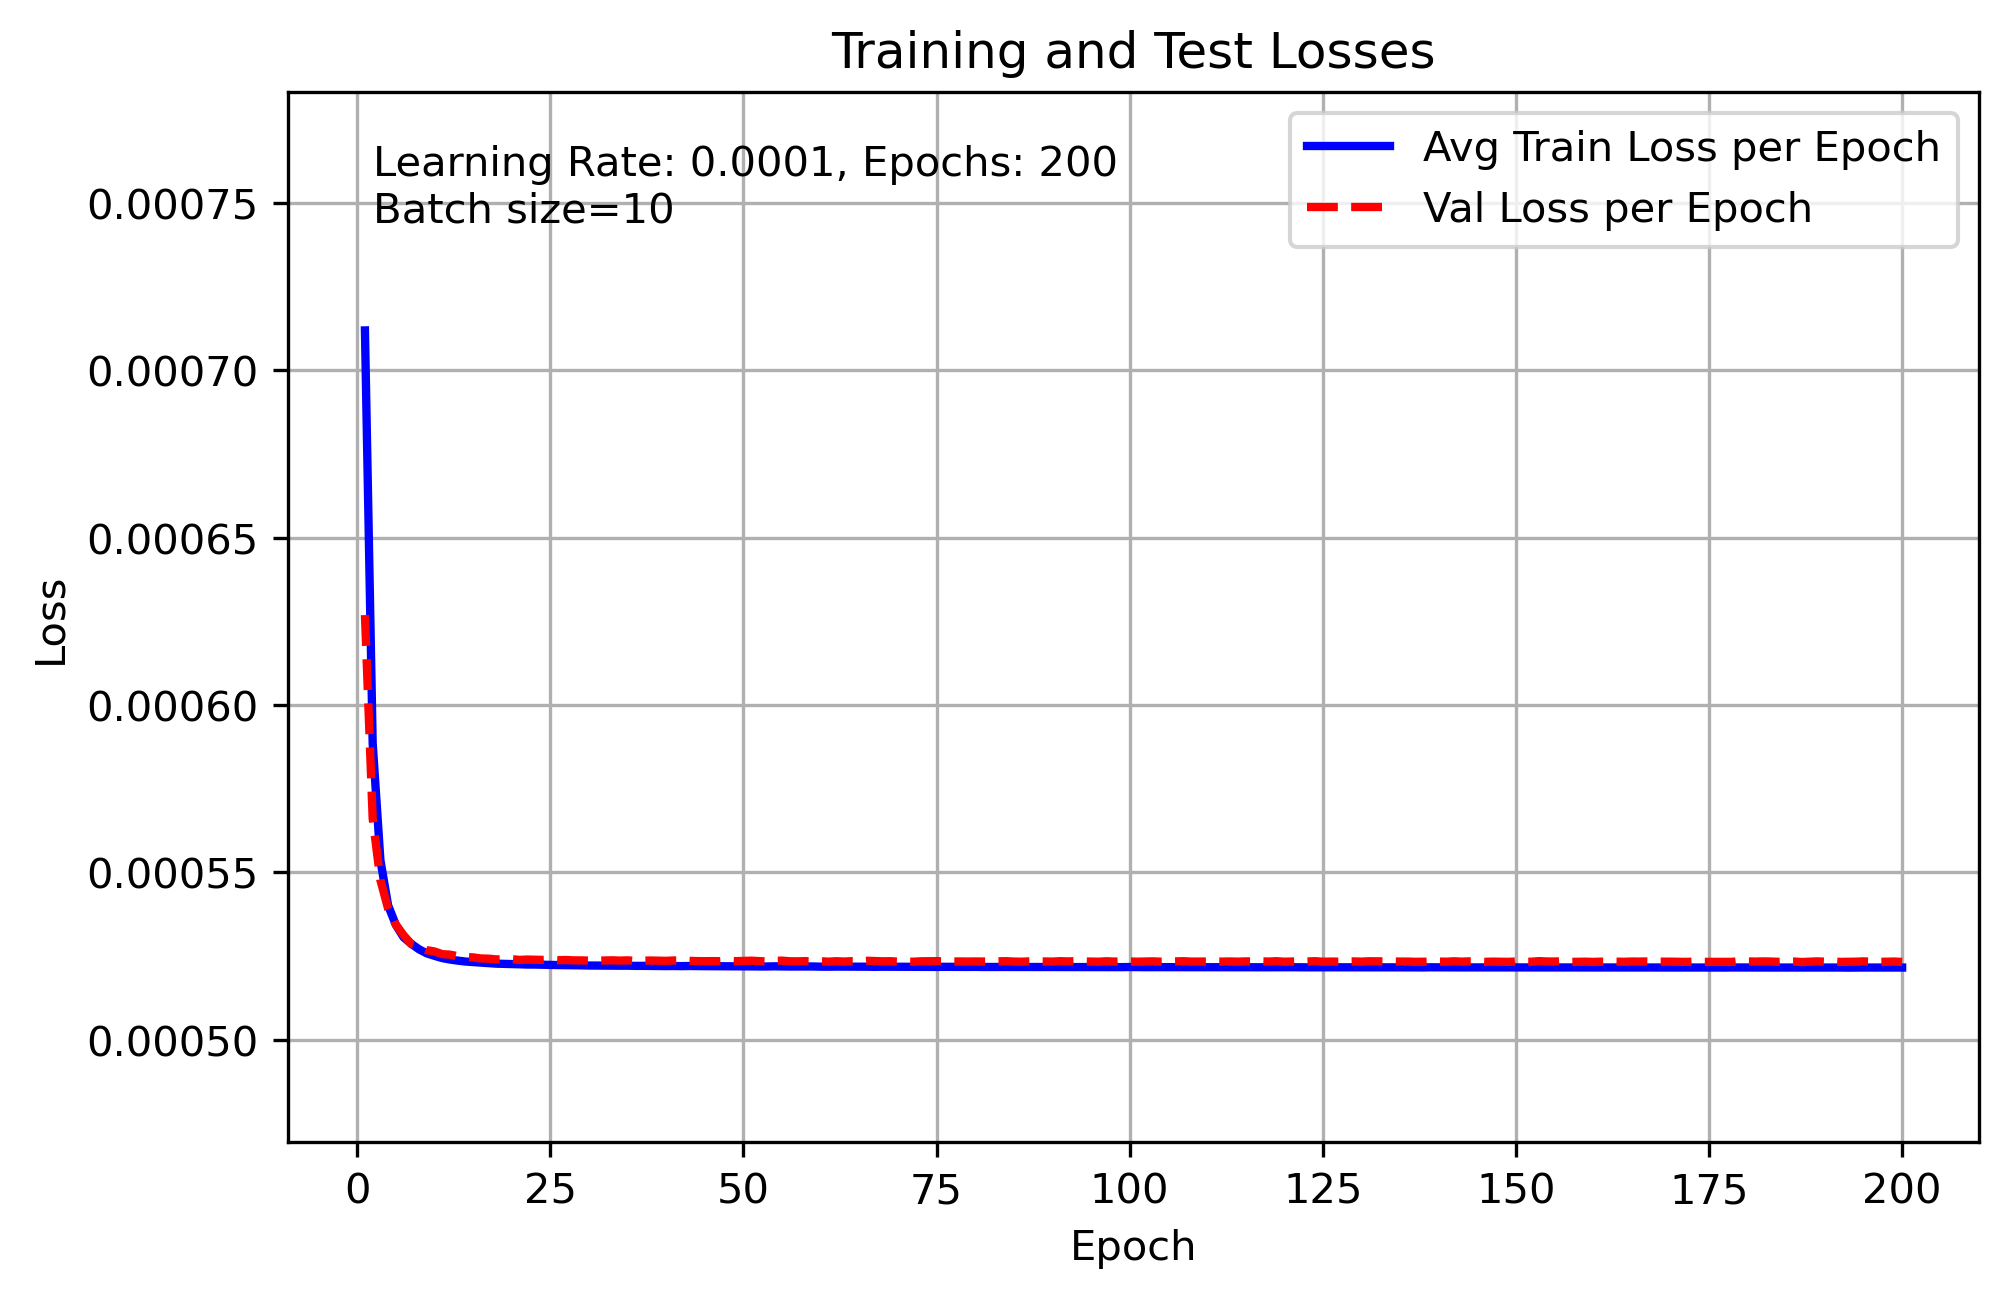 Training and Test Losses
Learning Rate: 0.0001, Epochs: 200
Batch size=10
Avg Train Loss per Epoch
Val Loss per Epoch
0.00075
0.00070
0.00065
0.00060
0.00055
0.00050
Loss
0 25 50 75 100 125 150 175 200
Epoch